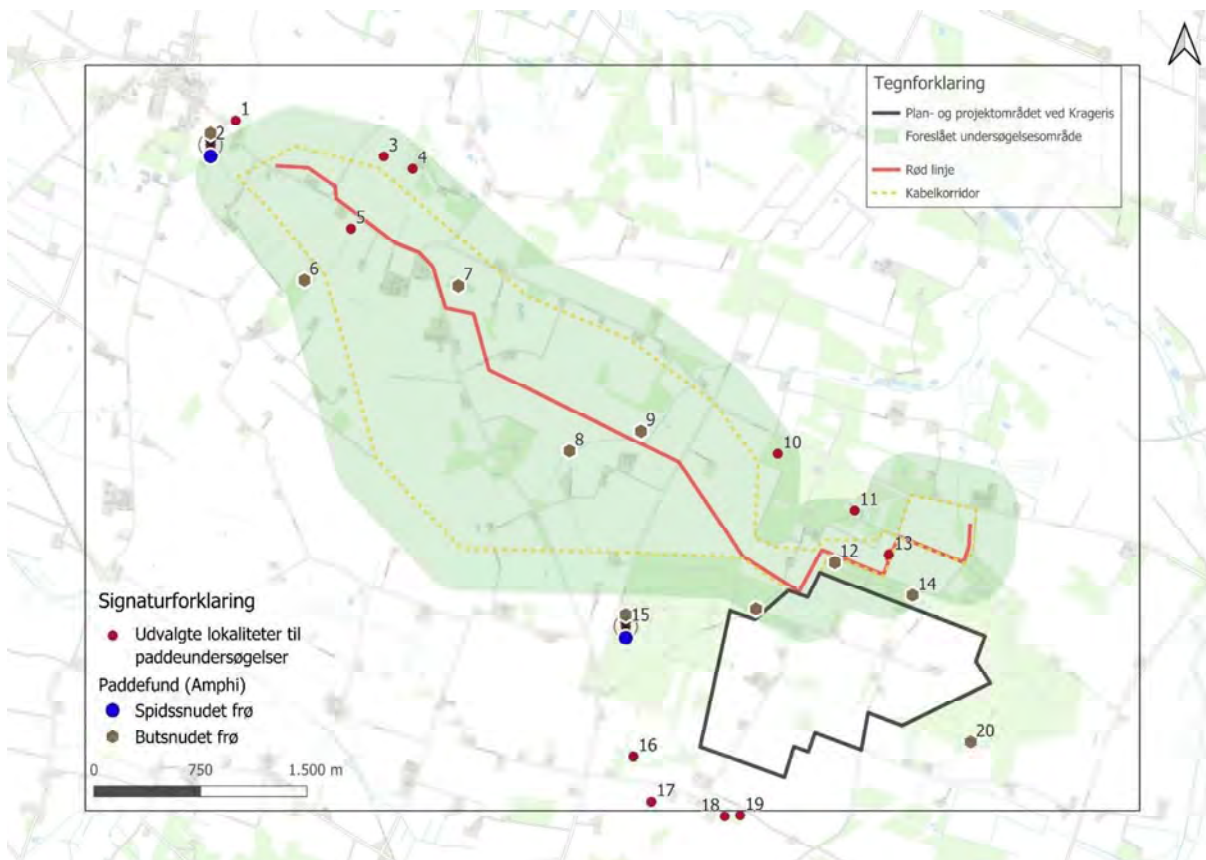 Tegnforklaring
Plan- og projektområdet ved Krageris
Foreslået undersøgelsesområde
Rød linje
Kabelkorridor
1
2
3
4
5
6
7
8
9
10
11
12
13
14
15
16
17
18
19
20
Signaturforklaring
Udvalgte lokaliteter til
paddeundersøgelser
Paddefund (Amphi)
Spidssnudet frø
Butsnudet frø
0 750 1.500 m